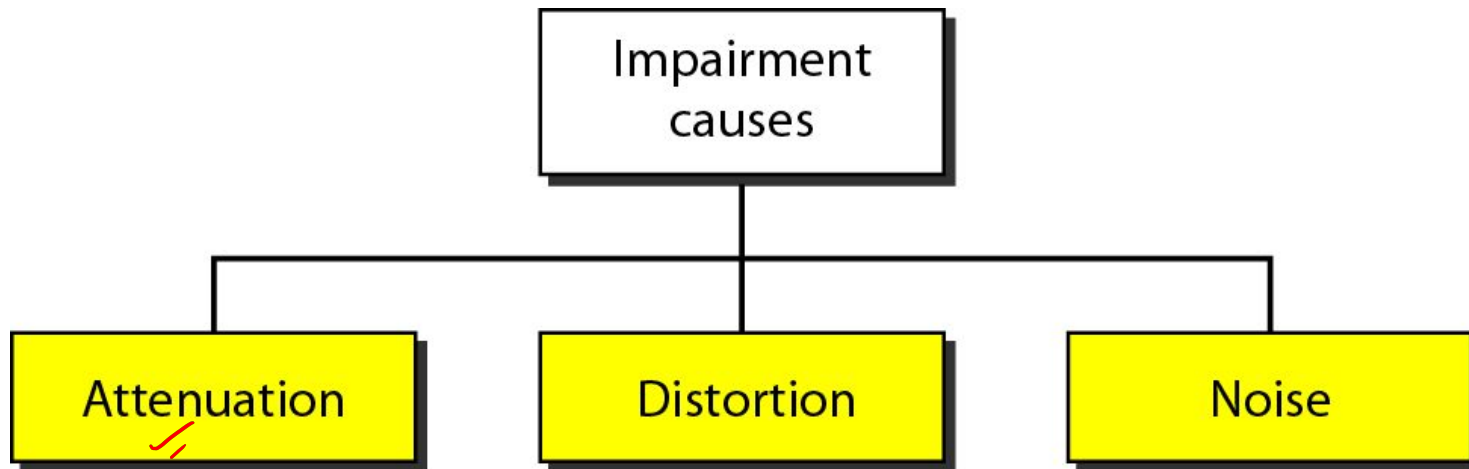 Impairment
causes
Attenuation
Distortion
Noise